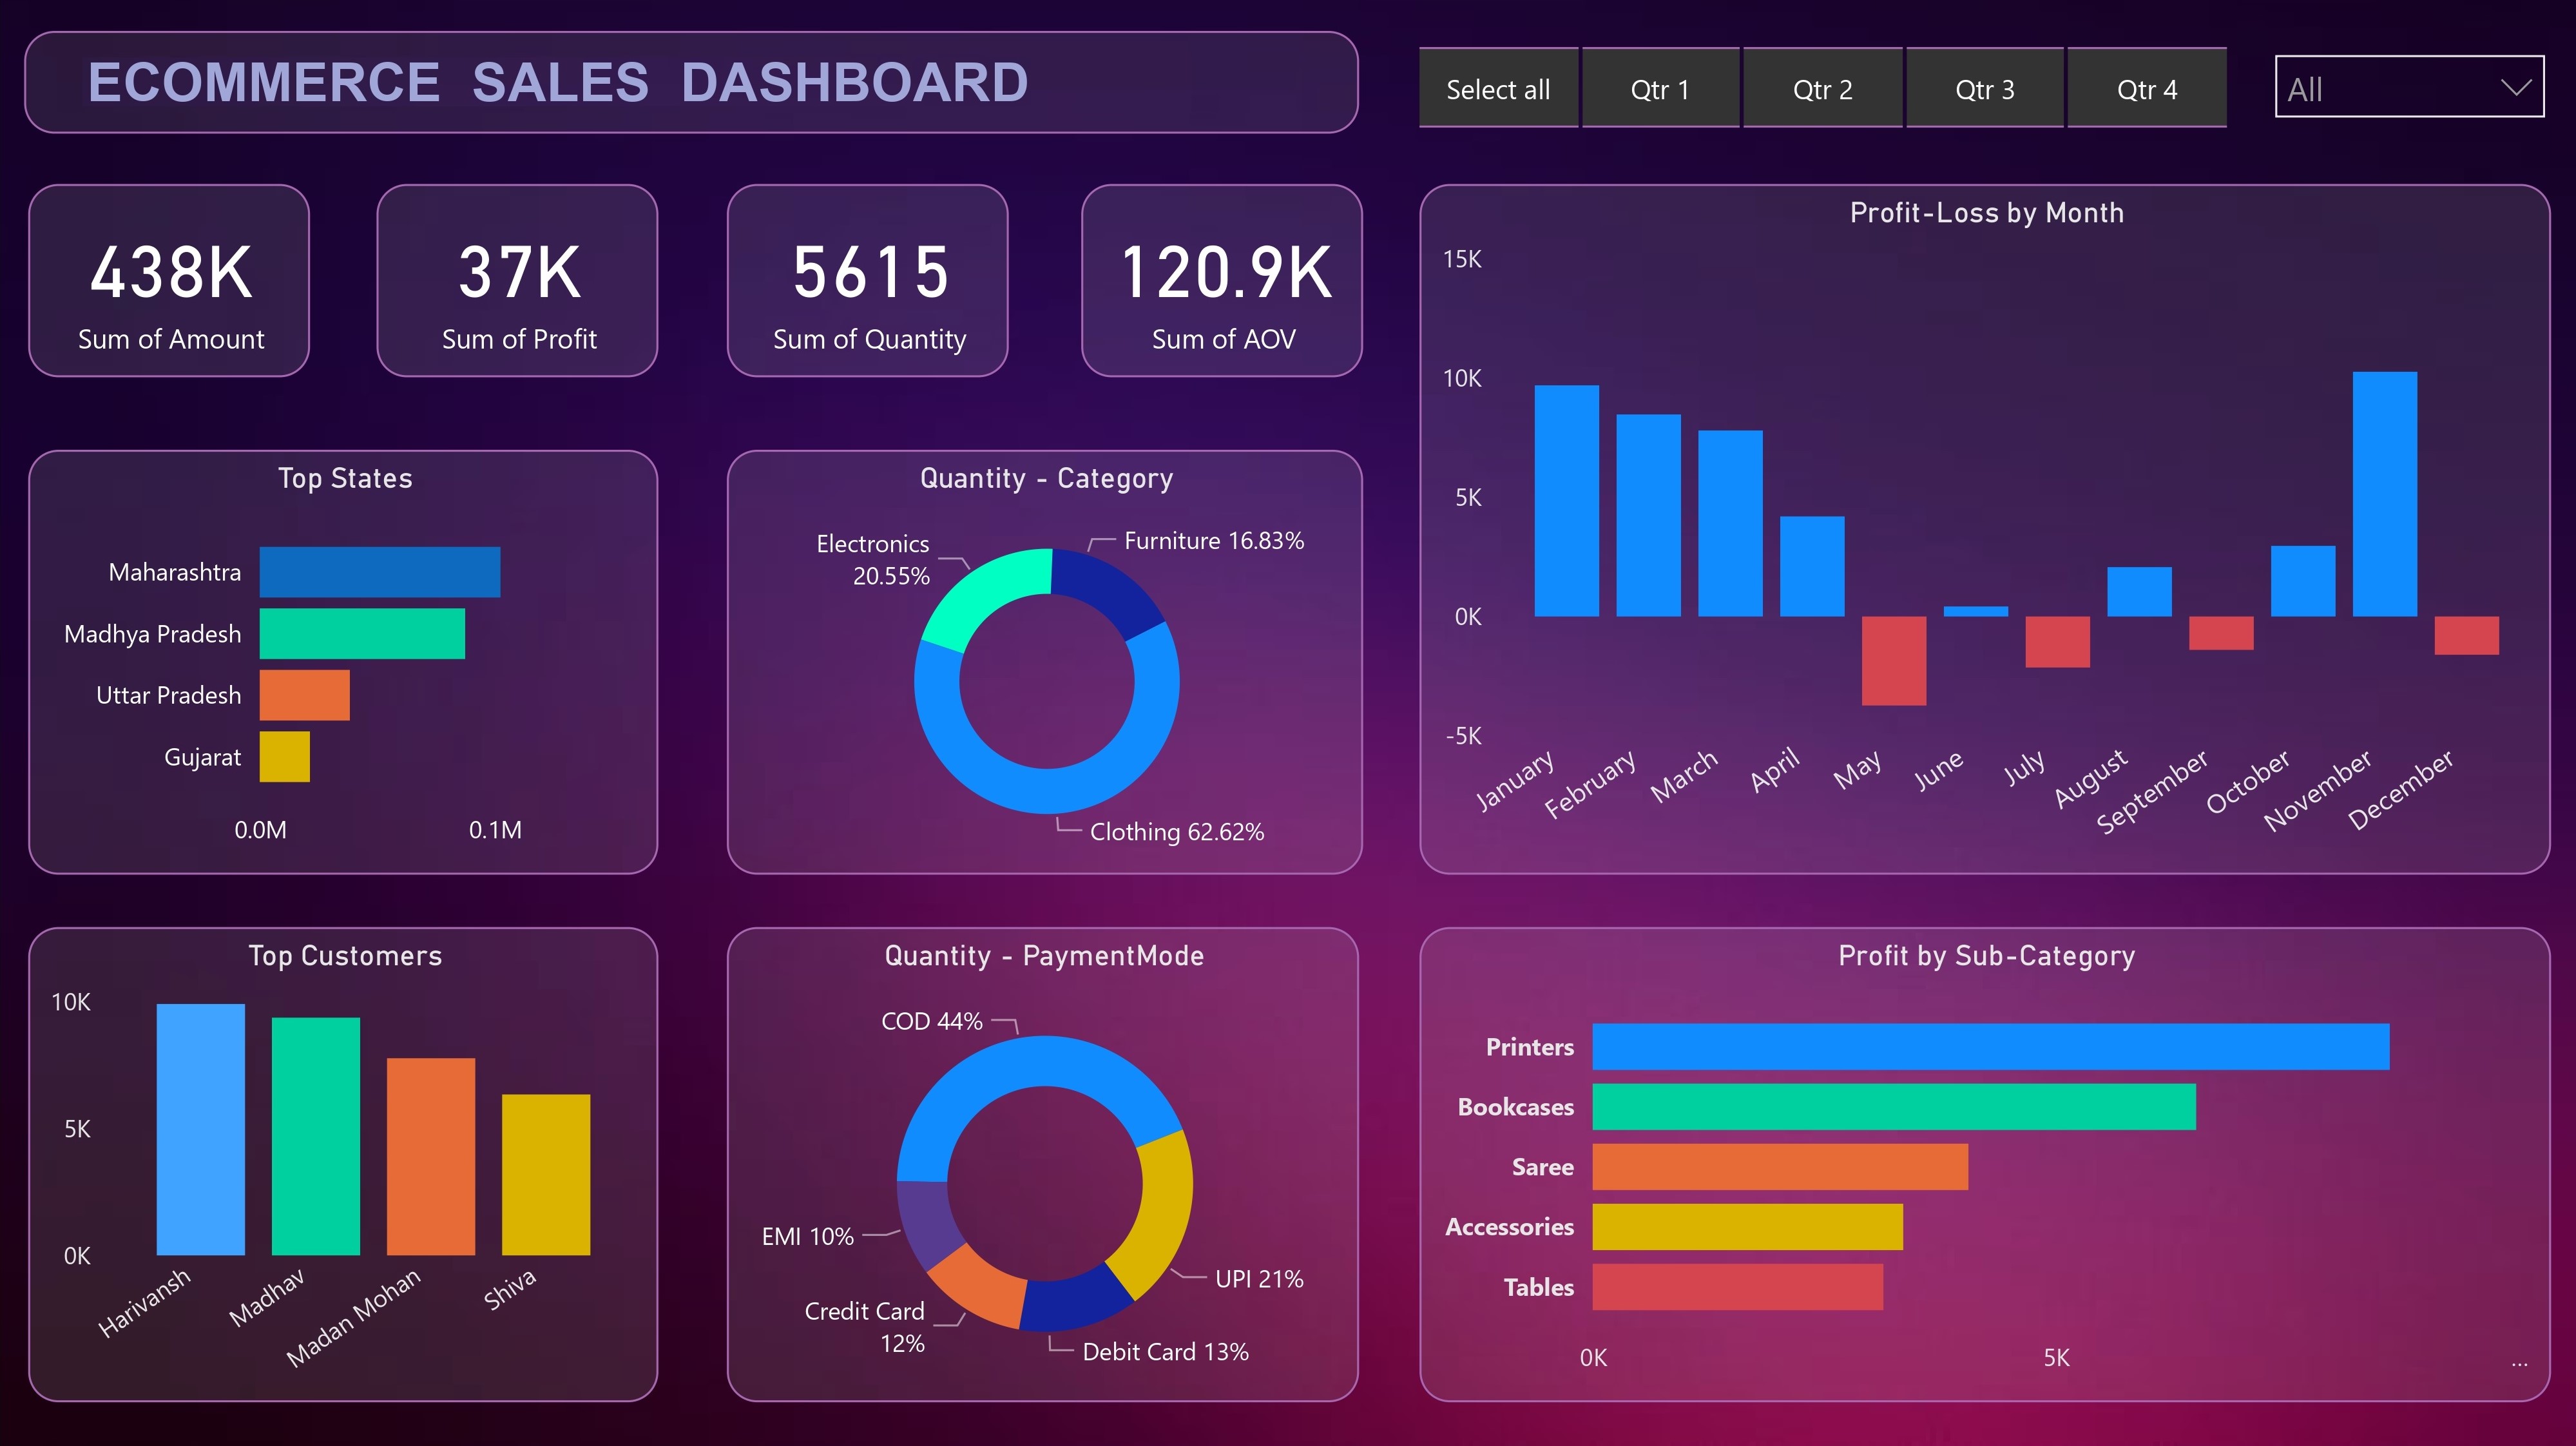 ECOMMERCE SALES DASHBOARD
Select all
Qtr 1
Qtr 2
Qtr 3
Qtr 4
All
438K
Sum of Amount
37K
Sum of Profit
5615
Sum of Quantity
120.9K
Sum of AOV
Top States
Maharashtra
Madhya Pradesh
Uttar Pradesh
Gujarat
0.0M
0.1M
Quantity - Category
Electronics
20.55%
Furniture 16.83%
Clothing 62.62%
Profit-Loss by Month
15K
10K
5K
0K
-5K
January
February
March
April
May
June
July
August
September
October
November
December
Top Customers
10K
5K
0K
Harivansh
Madhav
Madan Mohan
Shiva
Quantity - PaymentMode
COD 44%
EMI 10%
Credit Card
12%
Debit Card 13%
UPI 21%
Profit by Sub-Category
Printers
Bookcases
Saree
Accessories
Tables
0K
5K
...